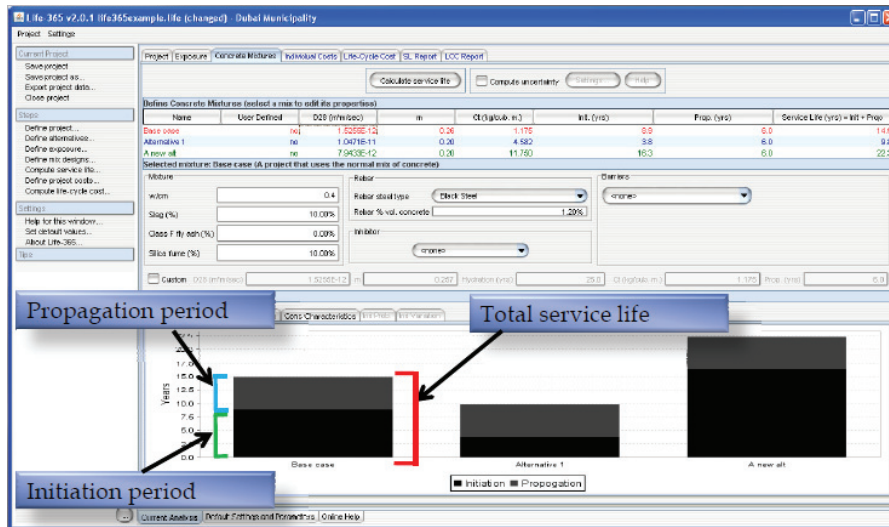 Life-365 v2.0.1 life365example.life (changed) - Dubai Municipality
Project Settings
Current Project
Save project
Save project as...
Export project data...
Close project
Steps
Define project...
Define alternatives...
Define exposure...
Define mix designs...
Compute service life...
Define project costs...
Compute life-cycle cost...
Settings
Help for this window...
Set default values...
About Life-365...
Tips
Project Exposure Concrete Mixtures Individual Costs Life-Cycle Cost SL Report LCC Report
Calculate service life Compute uncertainty Settings Help
Define Concrete Mixtures (select a mix to edit its properties)
Name User Defined D28 (m²/m/sec) m Ct (kg/cub. m.) Init. (yrs) Prop. (yrs) Service Life (yrs) = Init + Prop
Base case no 1.5256E-12 0.26 1.175 8.9 6.0 14.9
Alternative 1 no 1.0471E-11 0.20 4.582 3.8 6.0 9.8
A new alt no 7.9433E-12 0.20 11.750 16.3 6.0 22.3
Selected mixture: Base case (A project that uses the normal mix of concrete)
Mixture
w/cm 0.4
Slag (%) 10.00%
Class F fly ash (%) 0.00%
Silica fume (%) 10.00%
Rebar
Rebar steel type Black Steel
Rebar % vol. concrete 1.20%
Inhibitor
<none>
Barriers
<none>
Custom D28 (m²/m/sec) 1.5256E-12 m 0.267 Hydration (yrs) 25.0 Ct (kg/cub. m.) 1.175 Prop. (yrs) 6.0
Propagation period
Total service life
Conc Characteristics Init Prob Init Variation
Years
17.5
15.0
12.5
10.0
7.5
5.0
0.0
Base case Alternative 1 A new alt
Initiation Propogation
Initiation period
Current Analysis Default Settings and Parameters Online Help